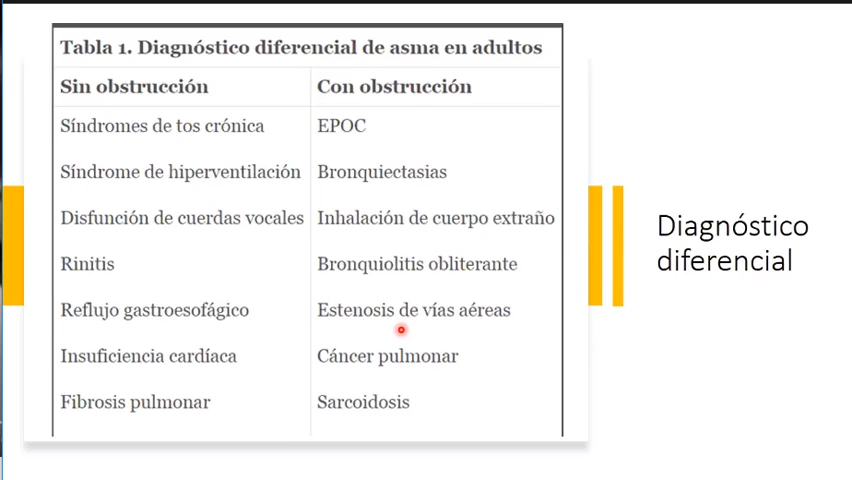 Tabla 1. Diagnóstico diferencial de asma en adultos
Sin obstrucción Con obstrucción
Síndromes de tos crónica EPOC
Síndrome de hiperventilación Bronquiectasias
Disfunción de cuerdas vocales Inhalación de cuerpo extraño
Rinitis Bronquiolitis obliterante
Reflujo gastroesofágico Estenosis de vías aéreas
Insuficiencia cardíaca Cáncer pulmonar
Fibrosis pulmonar Sarcoidosis
Diagnóstico
diferencial